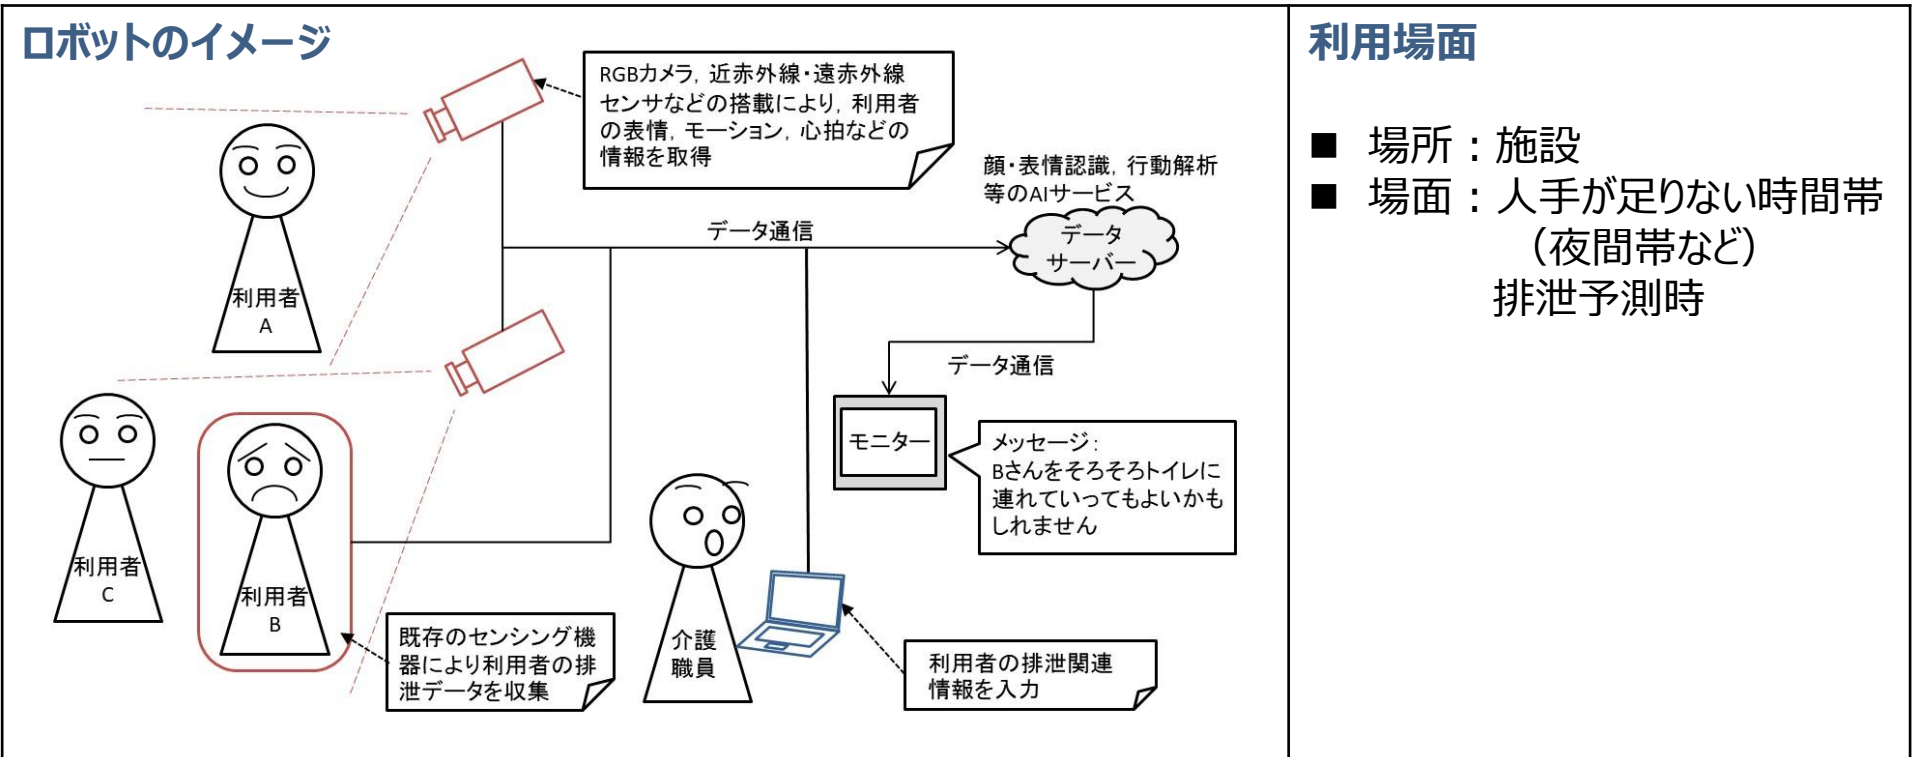 ロボットのイメージ
RGBカメラ，近赤外線・遠赤外線
センサなどの搭載により，利用者
の表情，モーション，心拍などの
情報を取得
顔・表情認識，行動解析
等のAIサービス
データ通信
データ
サーバー
利用者
A
データ通信
モニター
メッセージ：
Bさんをそろそろトイレに
連れていってもよいかも
しれません
利用者
C
利用者
B
既存のセンシング機
器により利用者の排
泄データを収集
介護
職員
利用者の排泄関連
情報を入力
利用場面
■ 場所：施設
■ 場面：人手が足りない時間帯
（夜間帯など）
排泄予測時